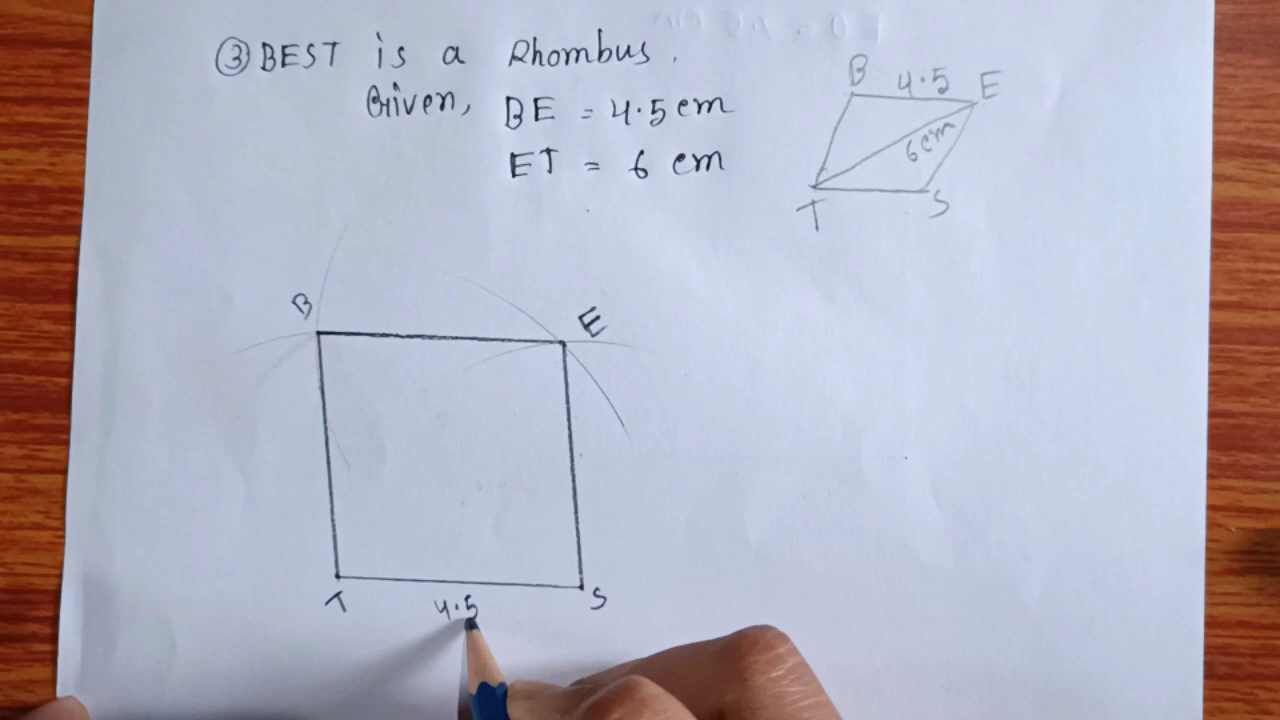 ③ BEST is a Rhombus.
Given, BE = 4.5 cm
ET = 6 cm
B 4.5 E
6cm
T S
B E
T S
4.5